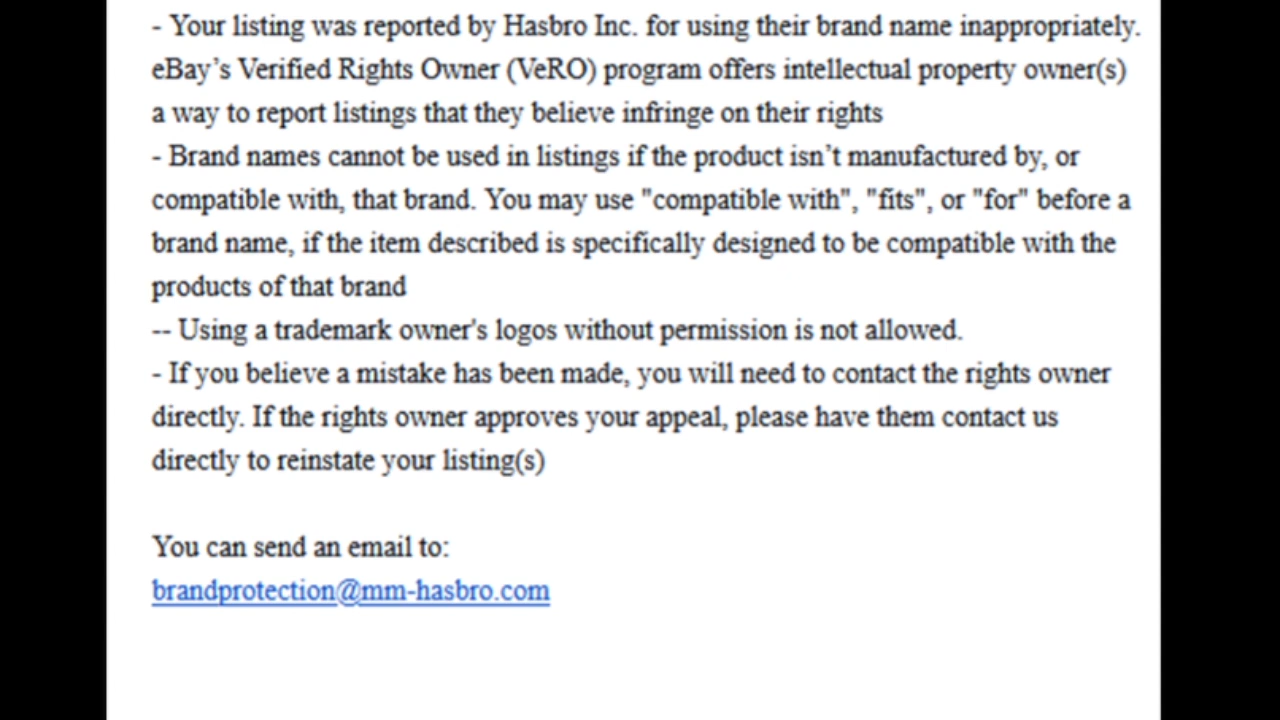 - Your listing was reported by Hasbro Inc. for using their brand name inappropriately.
eBay’s Verified Rights Owner (VeRO) program offers intellectual property owner(s)
a way to report listings that they believe infringe on their rights
- Brand names cannot be used in listings if the product isn’t manufactured by, or
compatible with, that brand. You may use "compatible with", "fits", or "for" before a
brand name, if the item described is specifically designed to be compatible with the
products of that brand
-- Using a trademark owner's logos without permission is not allowed.
- If you believe a mistake has been made, you will need to contact the rights owner
directly. If the rights owner approves your appeal, please have them contact us
directly to reinstate your listing(s)
You can send an email to:
brandprotection@mm-hasbro.com